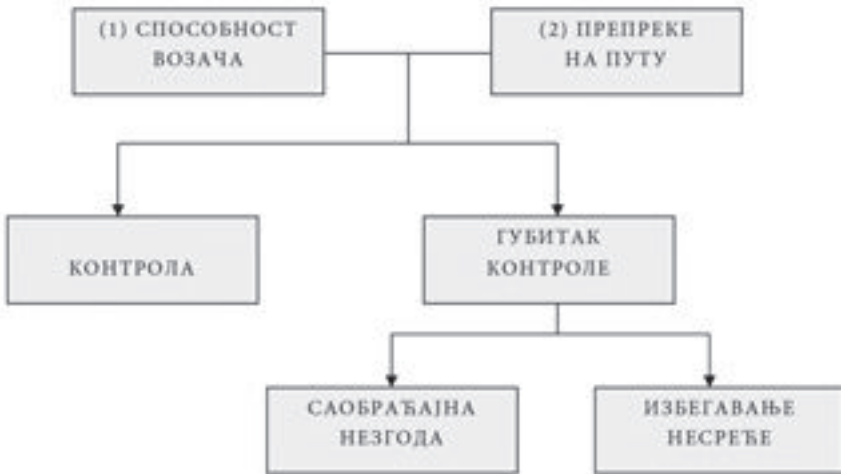 (1) СПОСОБНОСТ
ВОЗАЧА
(2) ПРЕПРЕКЕ
НА ПУТУ
КОНТРОЛА
ГУБИТАК
КОНТРОЛЕ
САОБРАЋАЈНА
НЕЗГОДА
ИЗБЕГАВАЊЕ
НЕСРЕЋЕ